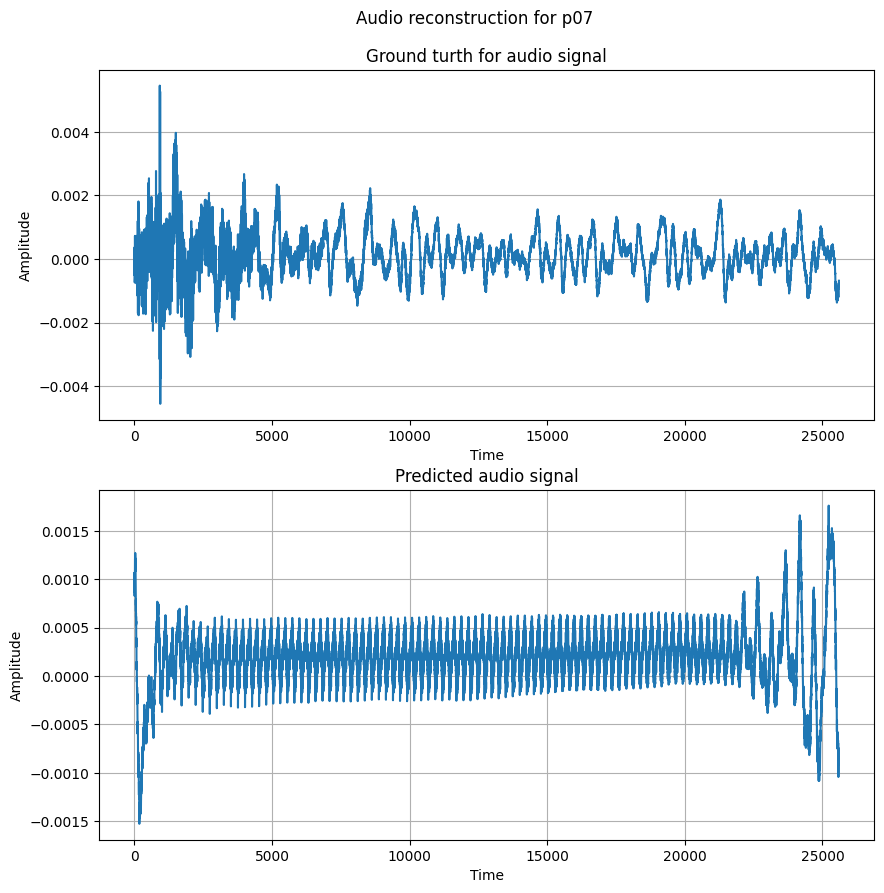 Audio reconstruction for p07
Ground turth for audio signal
Amplitude
0.004
0.002
0.000
−0.002
−0.004
0 5000 10000 15000 20000 25000
Time
Predicted audio signal
Amplitude
0.0015
0.0010
0.0005
0.0000
−0.0005
−0.0010
−0.0015
0 5000 10000 15000 20000 25000
Time